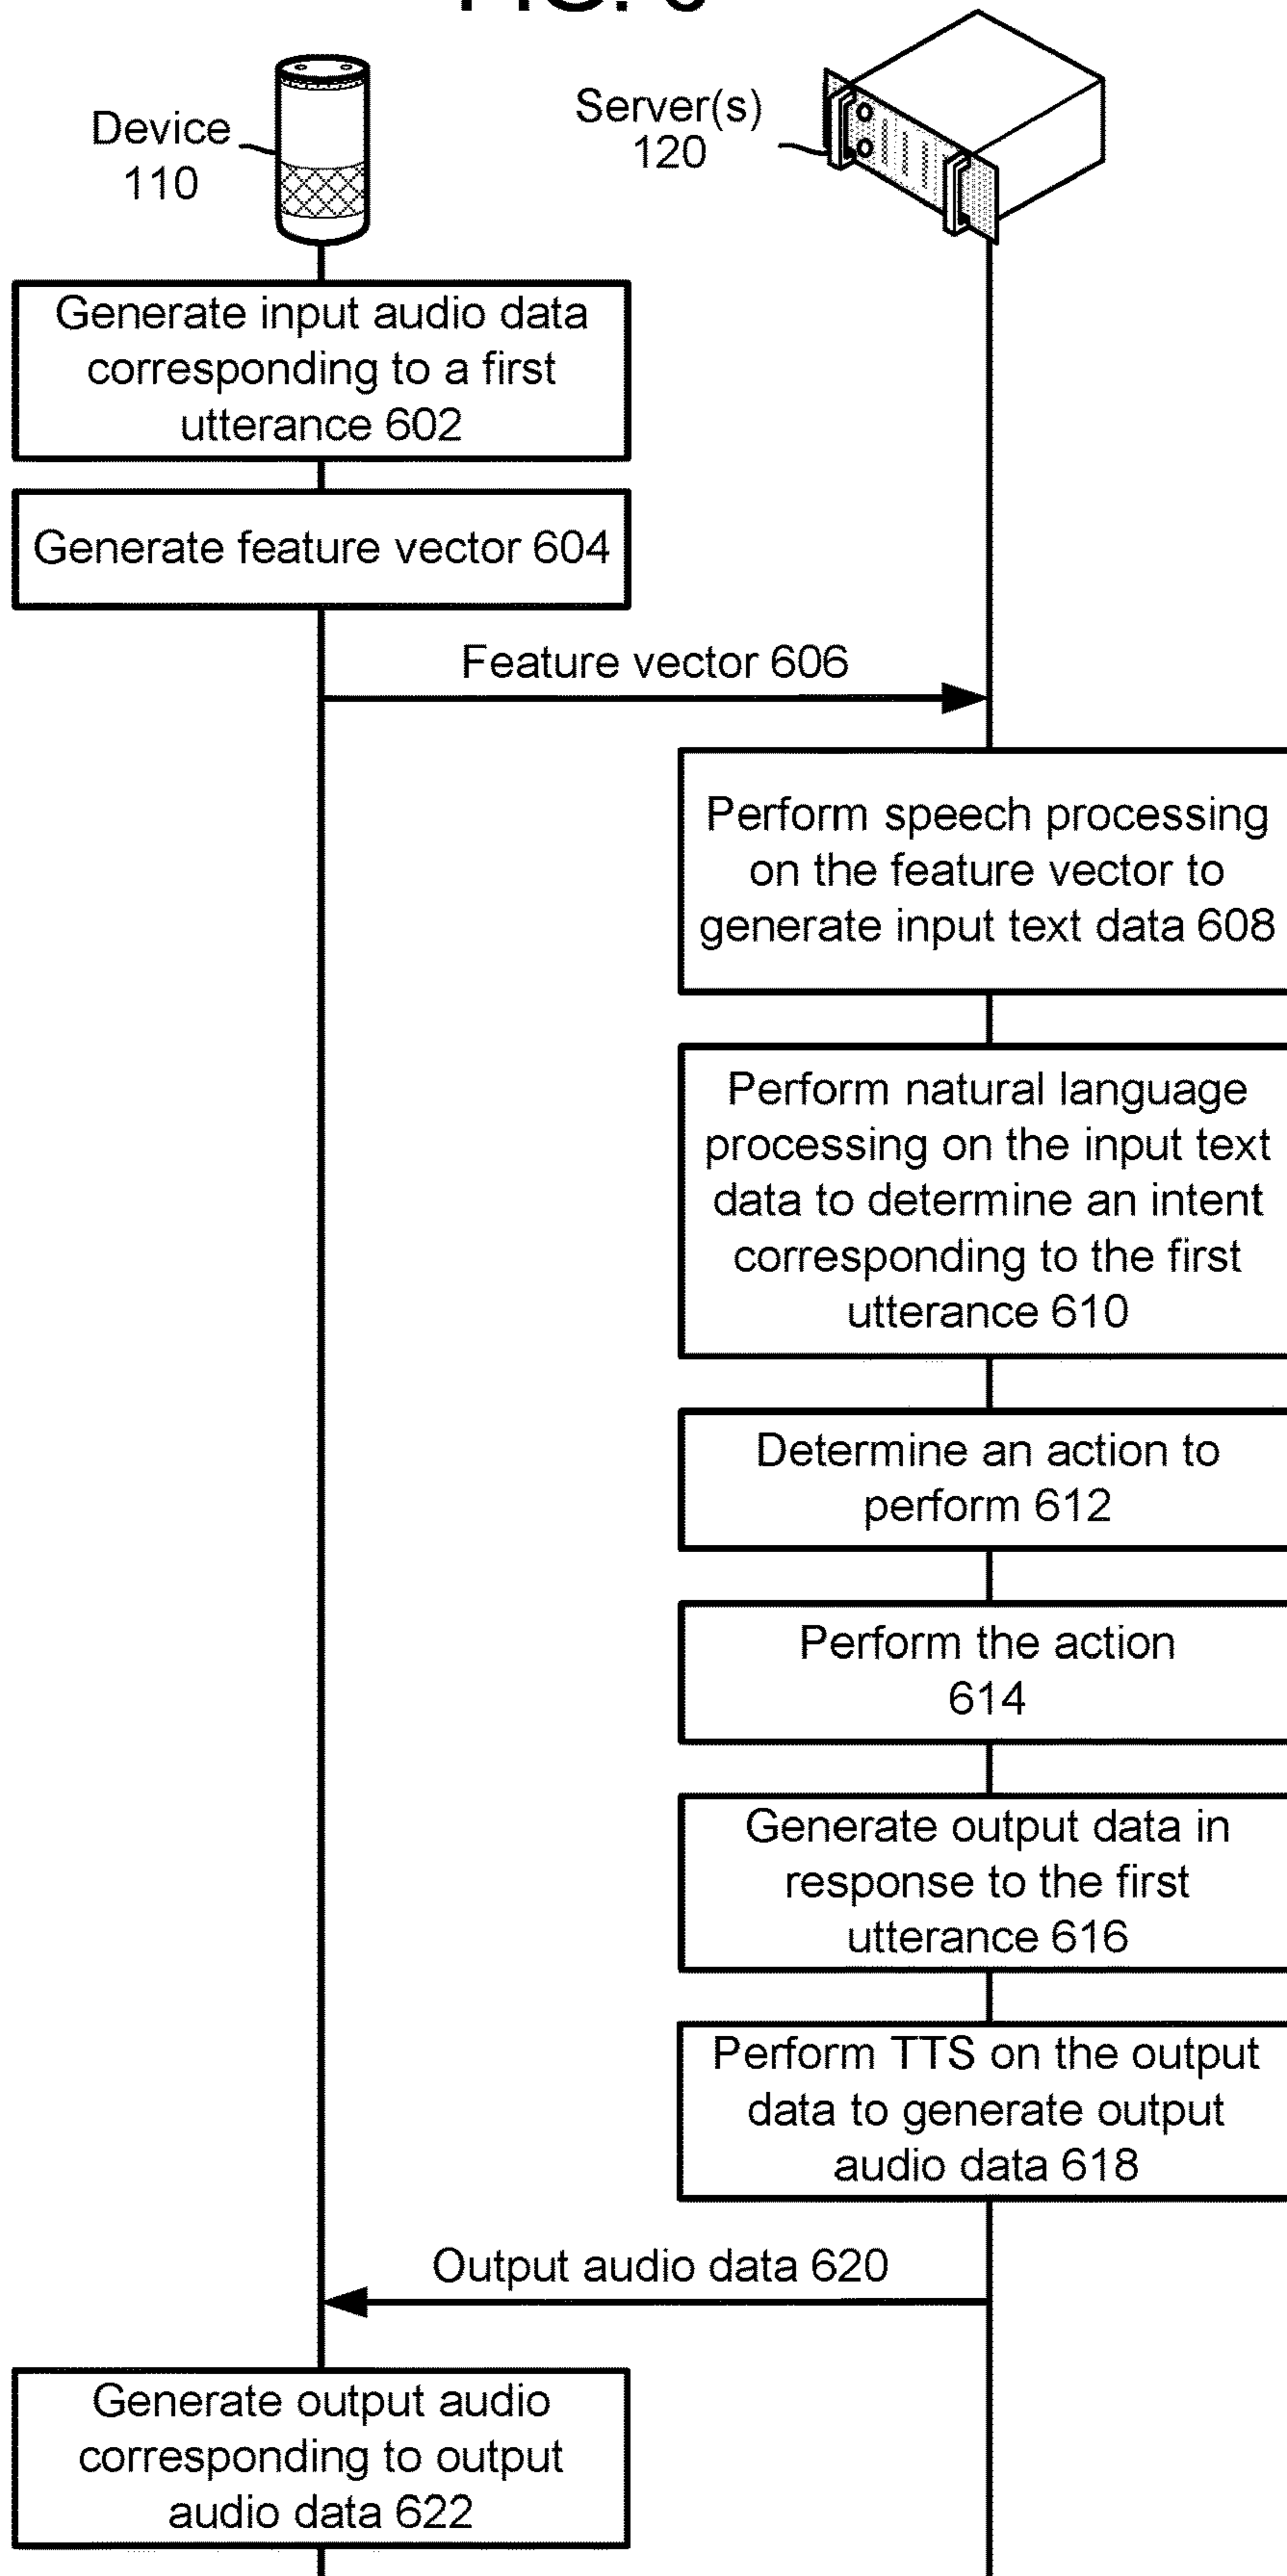 FIG. 6
Device
110
Server(s)
120
Generate input audio data
corresponding to a first
utterance 602
Generate feature vector 604
Feature vector 606
Perform speech processing
on the feature vector to
generate input text data 608
Perform natural language
processing on the input text
data to determine an intent
corresponding to the first
utterance 610
Determine an action to
perform 612
Perform the action
614
Generate output data in
response to the first
utterance 616
Perform TTS on the output
data to generate output
audio data 618
Output audio data 620
Generate output audio
corresponding to output
audio data 622